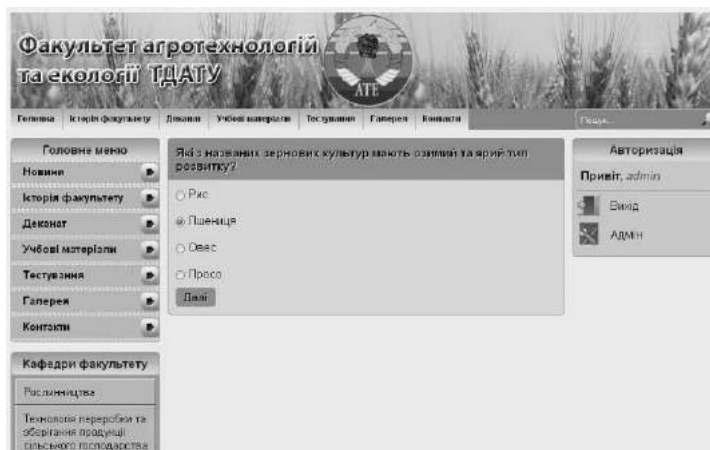 Факультет агротехнологій
та екології ТДАТУ
АТЕ
Головна Історія факультету Деканат Учбові матеріали Тестування Галерея Контакти Пошук...
Головне меню
Новини
Історія факультету
Деканат
Учбові матеріали
Тестування
Галерея
Контакти
Кафедри факультету
Рослинництва
Технологія переробки та
зберігання продукції
сільського господарства
Які з названих зернових культур мають озимий та ярий тип
розвитку?
Рис
Пшениця
Овес
Просо
Далі
Авторизація
Привіт, admin
Вихід
Адмін